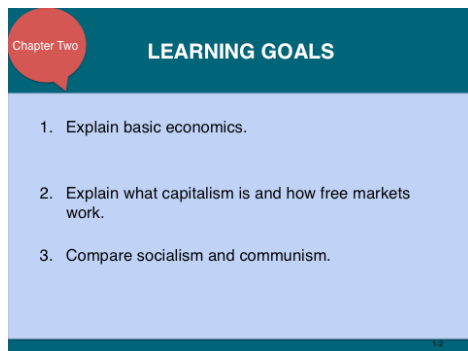 Chapter Two
LEARNING GOALS
1. Explain basic economics.
2. Explain what capitalism is and how free markets
work.
3. Compare socialism and communism.
1-2